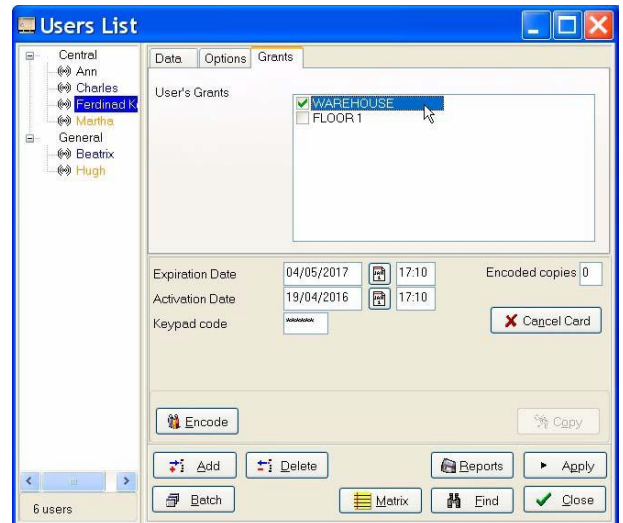 Users List
Central
Ann
Charles
Ferdinad K
Martha
General
Beatrix
Hugh
6 users
Data Options Grants
User's Grants
WAREHOUSE
FLOOR 1
Expiration Date 04/05/2017 17:10 Encoded copies 0
Activation Date 19/04/2016 17:10
Keypad code ******
Cancel Card
Encode Copy
Add Delete Reports Apply
Batch Matrix Find Close